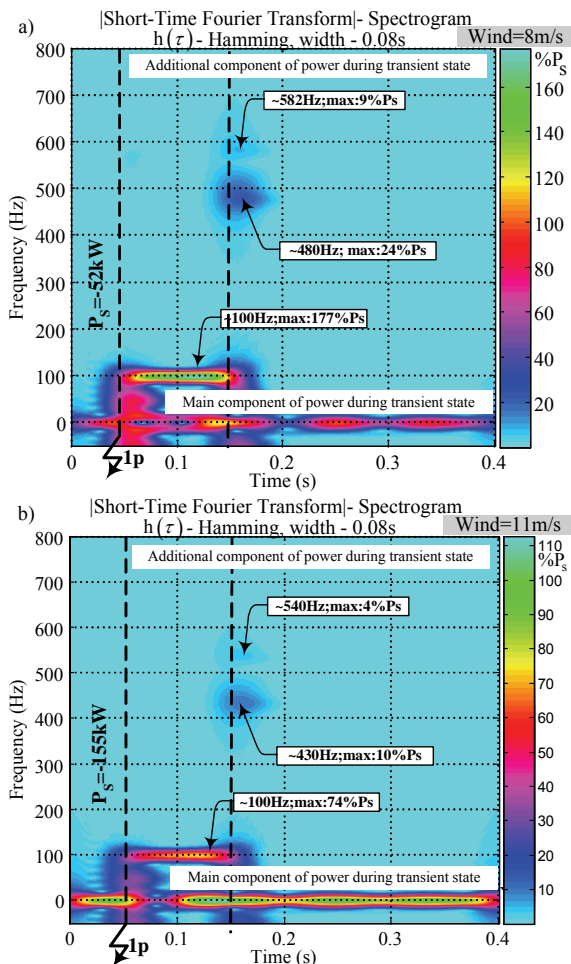 a)
|Short-Time Fourier Transform|- Spectrogram
h(τ)- Hamming, width - 0.08s
Wind=8m/s
%Ps
Additional component of power during transient state
~582Hz;max:9%Ps
~480Hz; max:24%Ps
~100Hz;max:177%Ps
Main component of power during transient state
Ps=-52kW
Frequency (Hz)
800
700
600
500
400
300
200
100
0
160
140
120
100
80
60
40
20
0
0.1
0.2
0.3
0.4
1p
Time (s)
b)
|Short-Time Fourier Transform|- Spectrogram
h(τ)- Hamming, width - 0.08s
Wind=11m/s
%Ps
Additional component of power during transient state
~540Hz;max:4%Ps
~430Hz;max:10%Ps
~100Hz;max:74%Ps
Main component of power during transient state
Ps=-155kW
Frequency (Hz)
800
700
600
500
400
300
200
100
0
110
100
90
80
70
60
50
40
30
20
10
0
0.1
0.2
0.3
0.4
1p
Time (s)